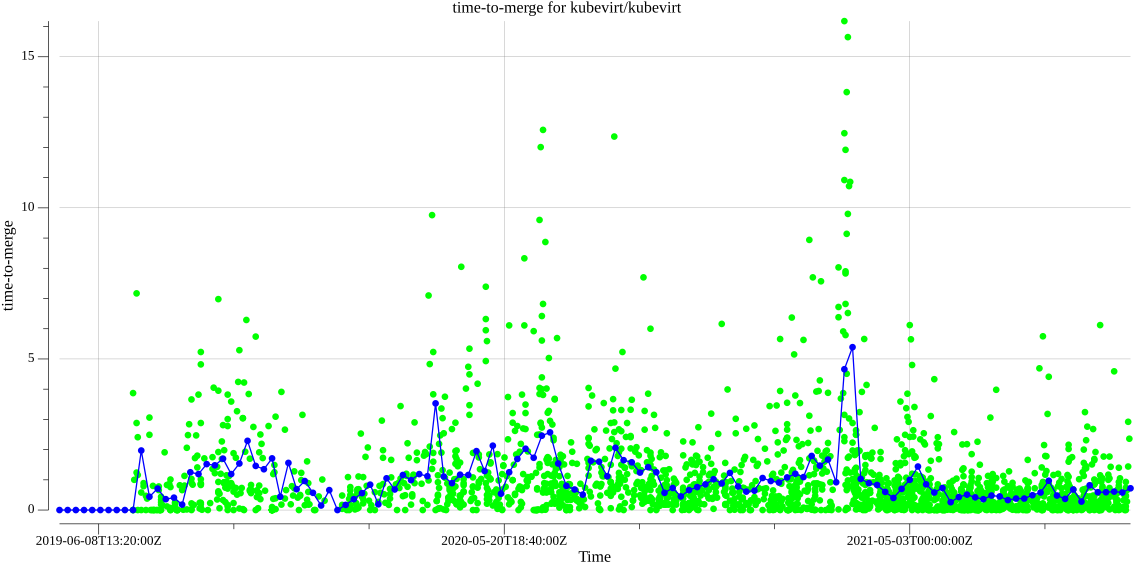 time-to-merge for kubevirt/kubevirt
15
10
5
0
time-to-merge
2019-06-08T13:20:00Z
2020-05-20T18:40:00Z
2021-05-03T00:00:00Z
Time